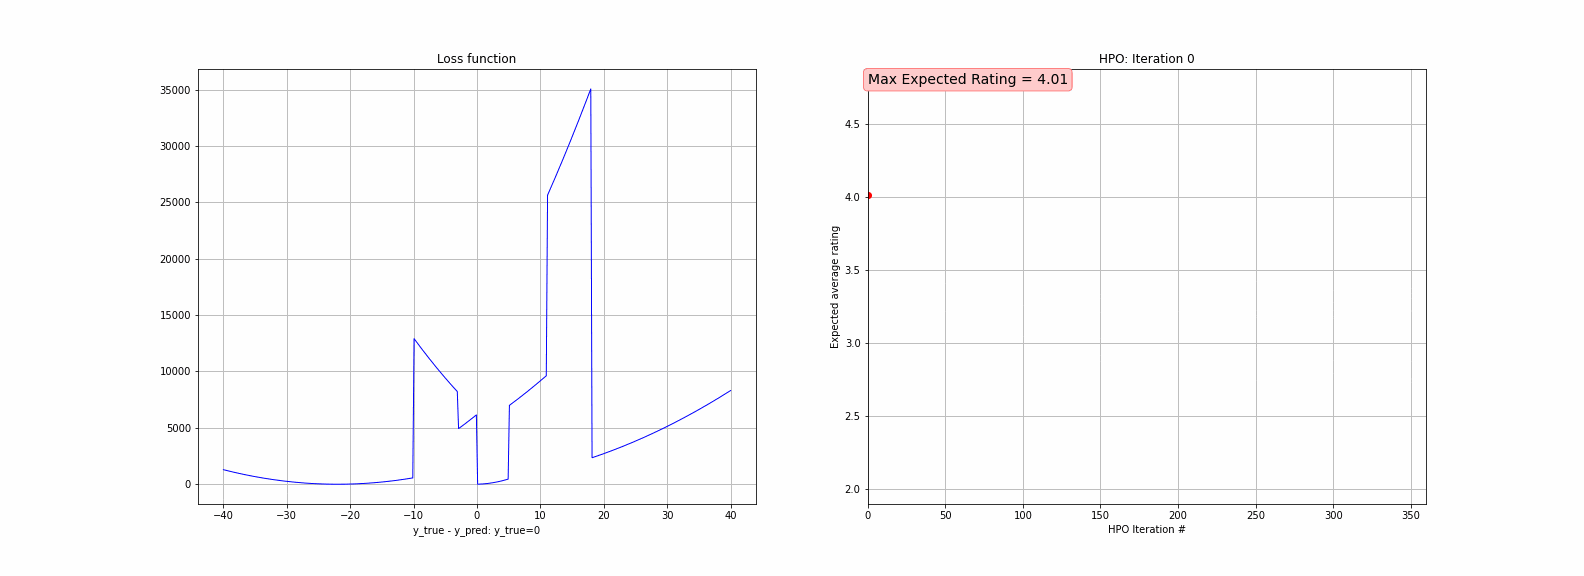 Loss function
35000
30000
25000
20000
15000
10000
5000
0
−40 −30 −20 −10 0 10 20 30 40
y_true - y_pred: y_true=0
HPO: Iteration 0
Max Expected Rating = 4.01
4.5
4.0
3.5
3.0
2.5
2.0
Expected average rating
0 50 100 150 200 250 300 350
HPO Iteration #